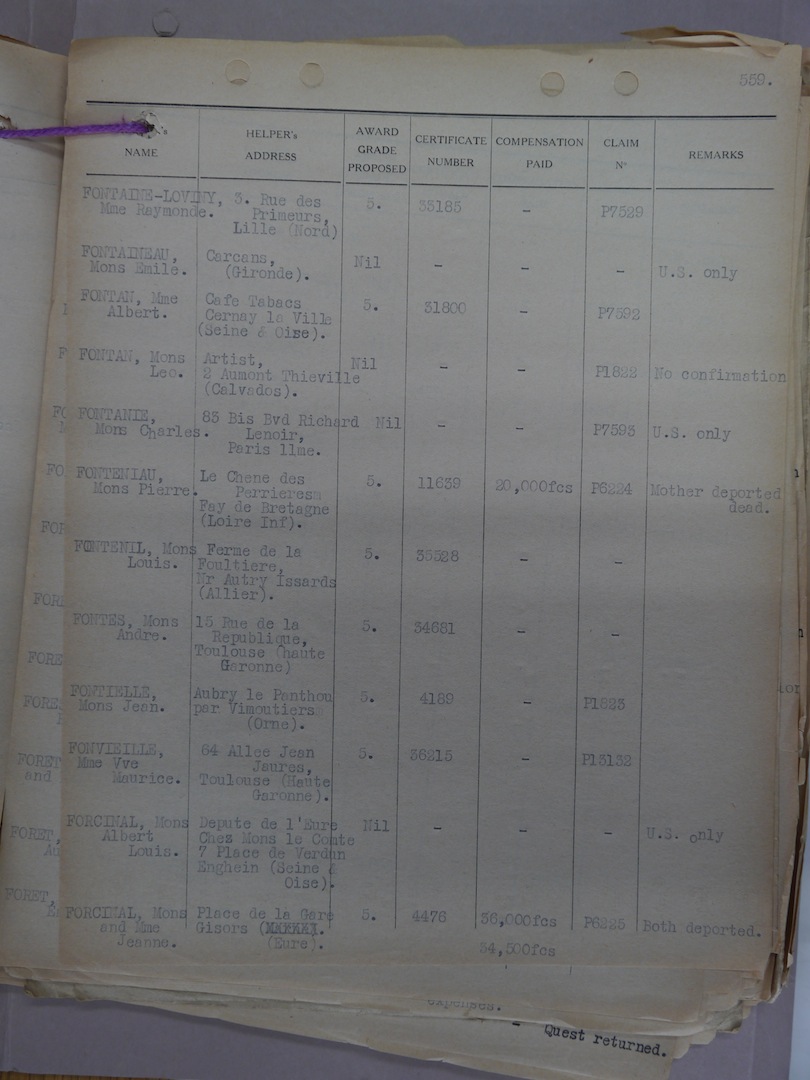 559.
HELPER's
AWARD
GRADE
PROPOSED
CERTIFICATE
NUMBER
COMPENSATION
PAID
CLAIM
N°
REMARKS
NAME
ADDRESS
FONTAINE-LOVINY, 3. Rue des 5. 35185 - P7529
Mme Raymonde. Primeurs,
Lille (Nord)
FONTAINEAU, Carcans, Nil - - - U.S. only
Mons Emile. (Gironde).
FONTAN, Mme Cafe Tabacs 5. 31800 - P7592
Albert. Cernay la Ville
(Seine & Oise).
FONTAN, Mons Artist, Nil - - P1822 No confirmation
Leo. 2 Aumont Thieville
(Calvados).
FONTANIE, 83 Bis Bvd Richard Nil - - P7593 U.S. only
Mons Charles. Lenoir,
Paris 11me.
FONTENIAU, Le Chene des 5. 11639 20,000fcs P6224 Mother deported
Mons Pierre. Perrieres dead.
Fay de Bretagne
(Loire Inf).
FONTENIL, Mons Ferme de la 5. 35528 - -
Louis. Foultiere,
Nr Autry Issards
(Allier).
FONTES, Mons 15 Rue de la 5. 34681 - -
Andre. Republique,
Toulouse (haute
Garonne)
FONTIELLE, Aubry le Panthou 5. 4189 - P1823
Mons Jean. par Vimoutiers
(Orne).
FONVIEILLE, 64 Allee Jean 5. 36215 - P13132
Mme Vve Jaures,
Maurice. Toulouse (Haute
Garonne).
FORCINAL, Mons Depute de l'Eure Nil - - - U.S. only
Albert Chez Mons le Comte
Louis. 7 Place de Verdun
Enghein (Seine &
Oise).
FORCINAL, Mons Place de la Gare 5. 4476 36,000fcs P6225 Both deported.
and Mme Gisors
Jeanne. (Eure). 34,500fcs
expenses.
- Quest returned.